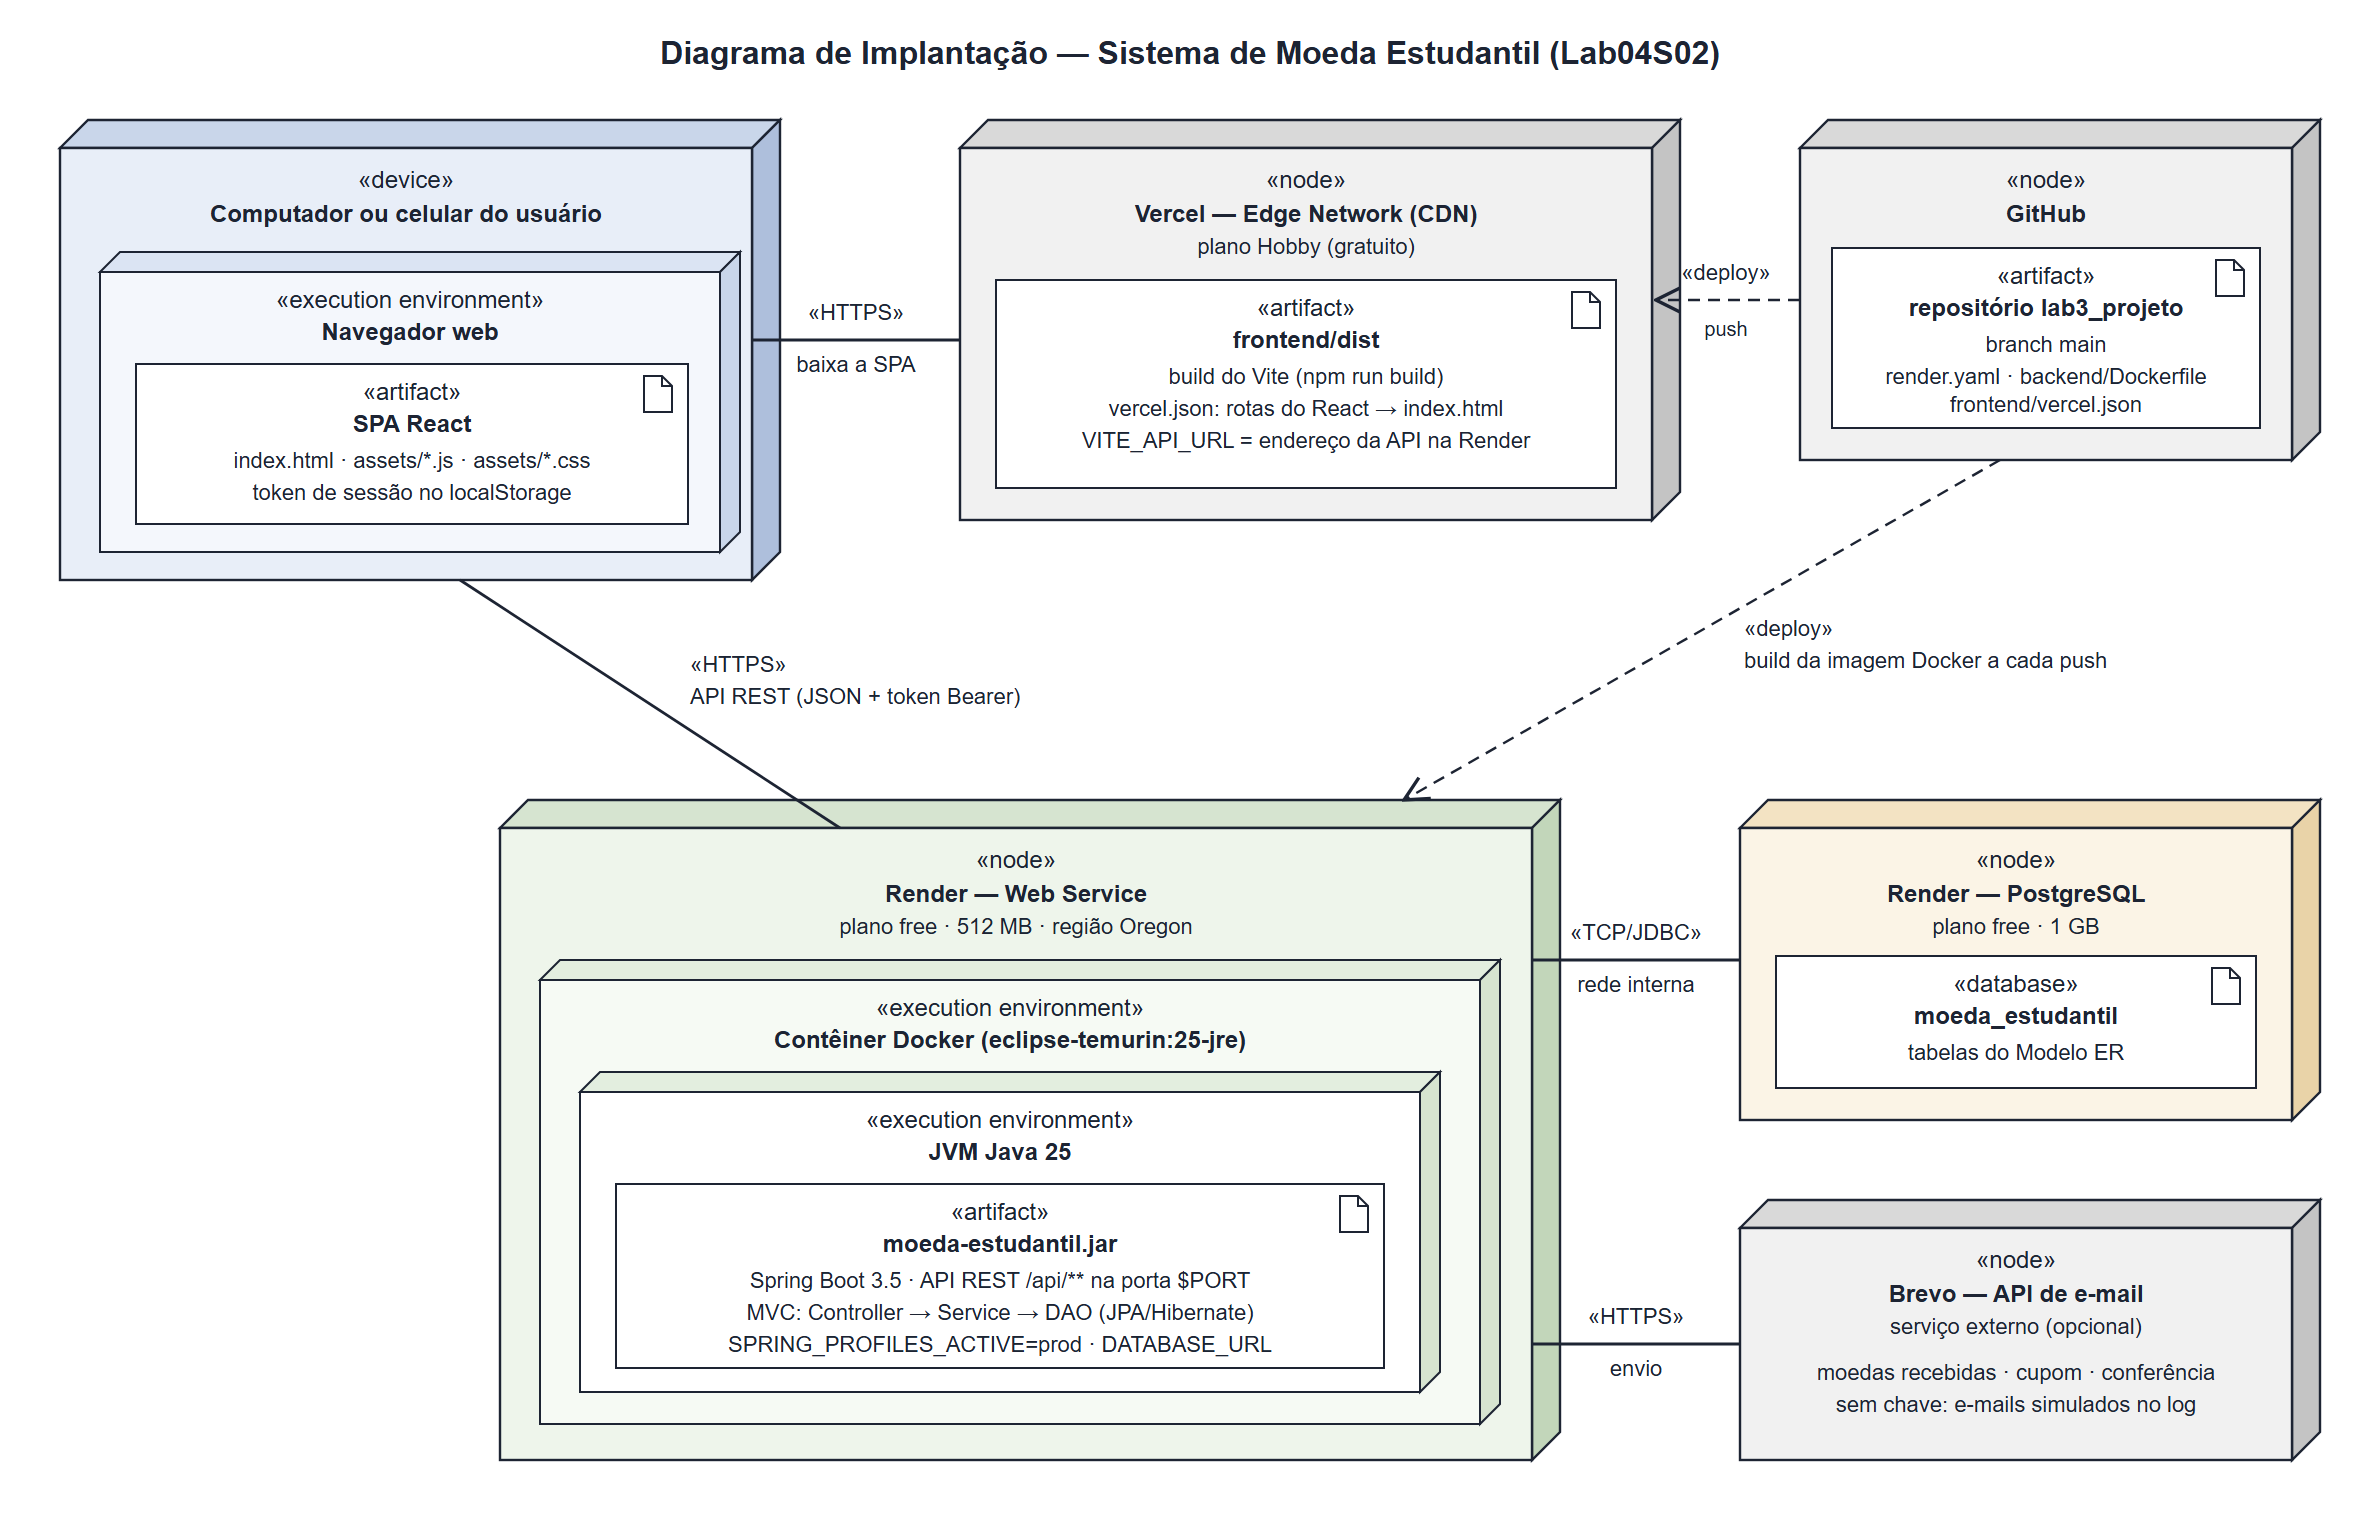 Diagrama de Implantação — Sistema de Moeda Estudantil (Lab04S02)
«device»
Computador ou celular do usuário
«execution environment»
Navegador web
«artifact»
SPA React
index.html · assets/*.js · assets/*.css
token de sessão no localStorage
«HTTPS»
baixa a SPA
«node»
Vercel — Edge Network (CDN)
plano Hobby (gratuito)
«artifact»
frontend/dist
build do Vite (npm run build)
vercel.json: rotas do React → index.html
VITE_API_URL = endereço da API na Render
«deploy»
push
«node»
GitHub
«artifact»
repositório lab3_projeto
branch main
render.yaml · backend/Dockerfile
frontend/vercel.json
«HTTPS»
API REST (JSON + token Bearer)
«deploy»
build da imagem Docker a cada push
«node»
Render — Web Service
plano free · 512 MB · região Oregon
«execution environment»
Contêiner Docker (eclipse-temurin:25-jre)
«execution environment»
JVM Java 25
«artifact»
moeda-estudantil.jar
Spring Boot 3.5 · API REST /api/** na porta $PORT
MVC: Controller → Service → DAO (JPA/Hibernate)
SPRING_PROFILES_ACTIVE=prod · DATABASE_URL
«TCP/JDBC»
rede interna
«node»
Render — PostgreSQL
plano free · 1 GB
«database»
moeda_estudantil
tabelas do Modelo ER
«HTTPS»
envio
«node»
Brevo — API de e-mail
serviço externo (opcional)
moedas recebidas · cupom · conferência
sem chave: e-mails simulados no log